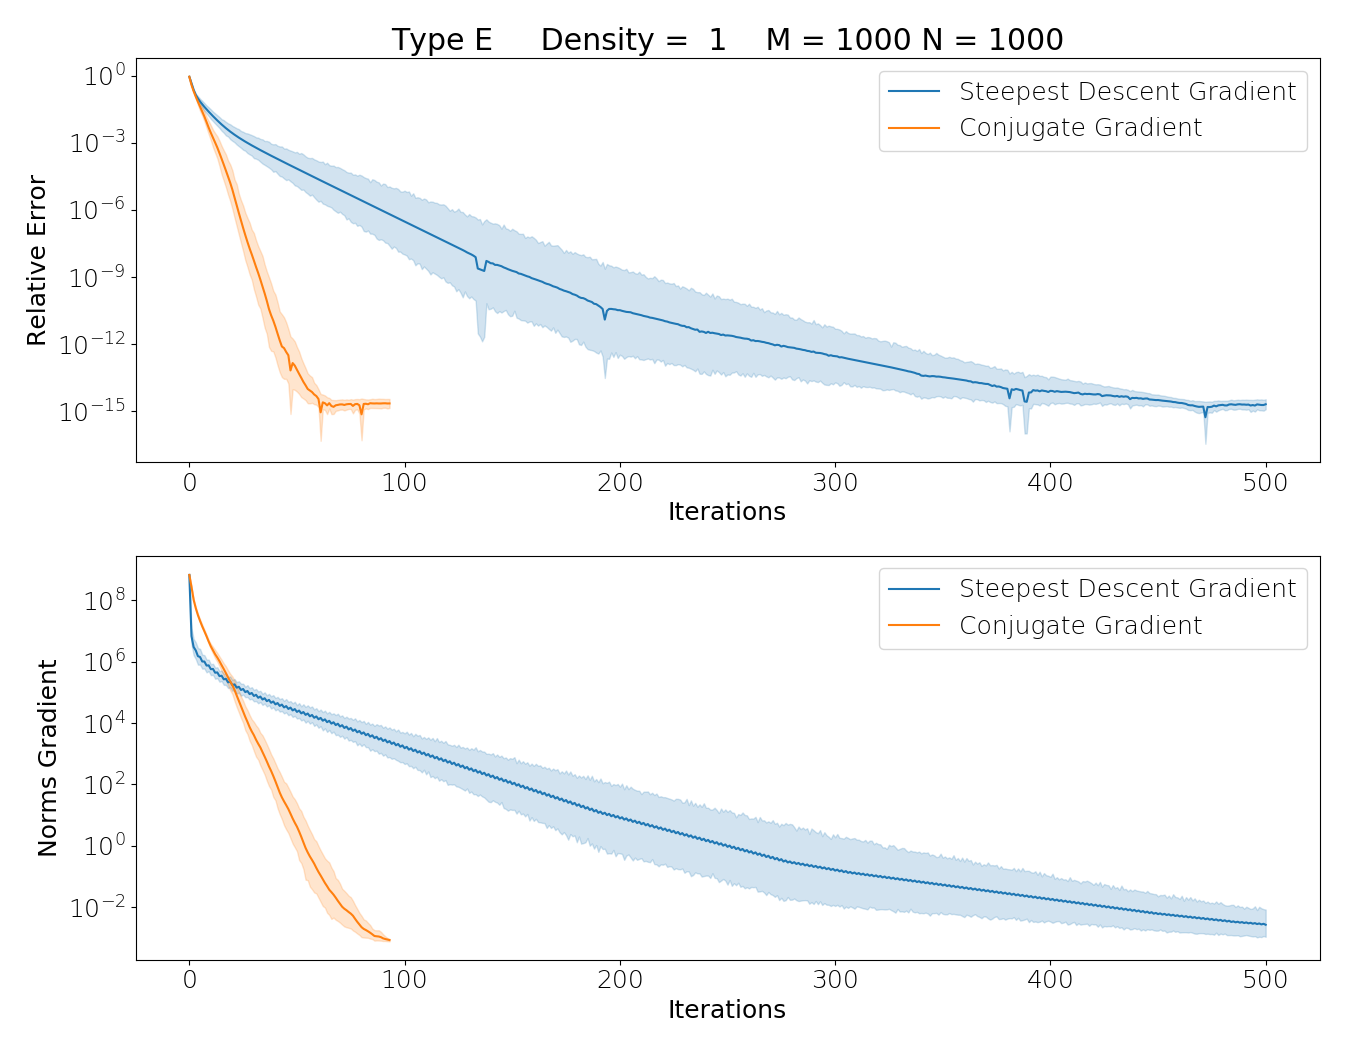 Type E Density = 1 M = 1000 N = 1000
Relative Error
10^0
10^-3
10^-6
10^-9
10^-12
10^-15
Steepest Descent Gradient
Conjugate Gradient
0 100 200 300 400 500
Iterations
Norms Gradient
10^8
10^6
10^4
10^2
10^0
10^-2
Steepest Descent Gradient
Conjugate Gradient
0 100 200 300 400 500
Iterations